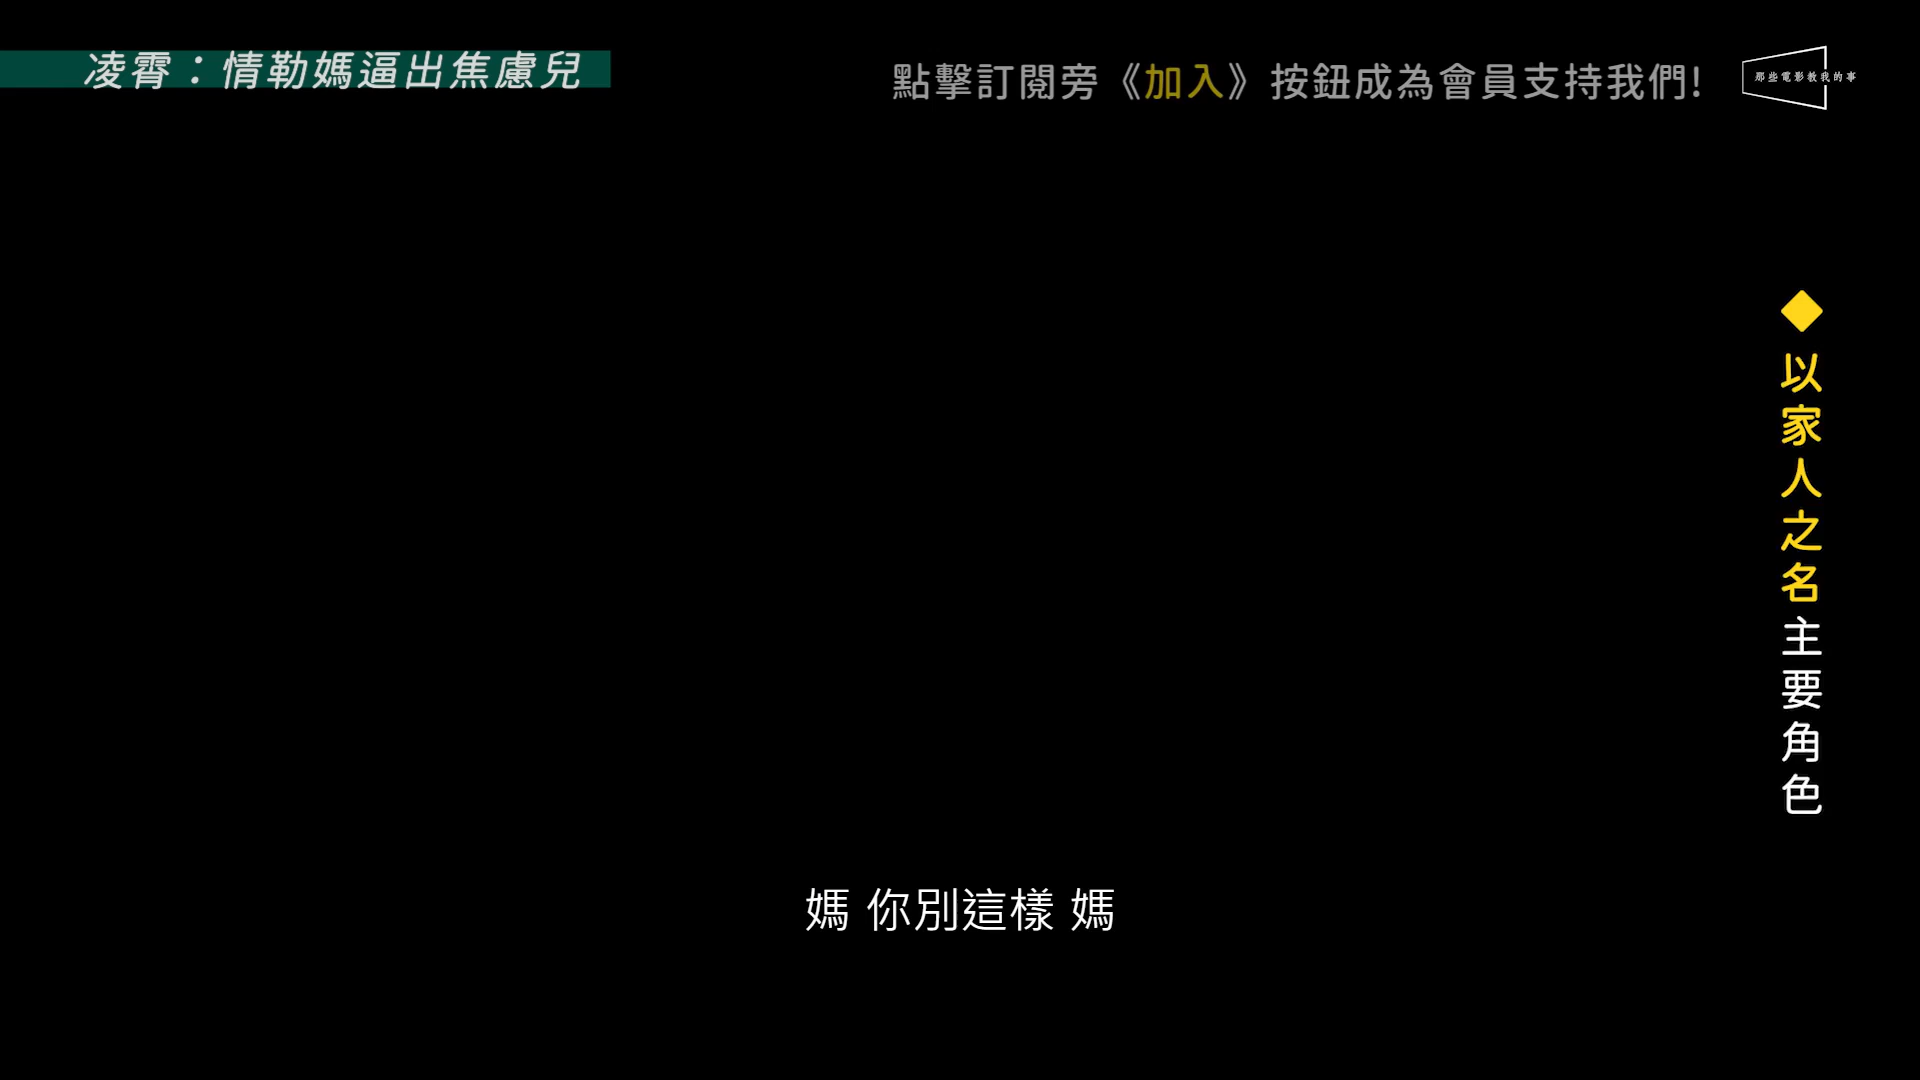 凌霄：情勒媽逼出焦慮兒
點擊訂閱旁《加入》按鈕成為會員支持我們!
那些電影教我的事
◆以家人之名主要角色
媽 你別這樣 媽